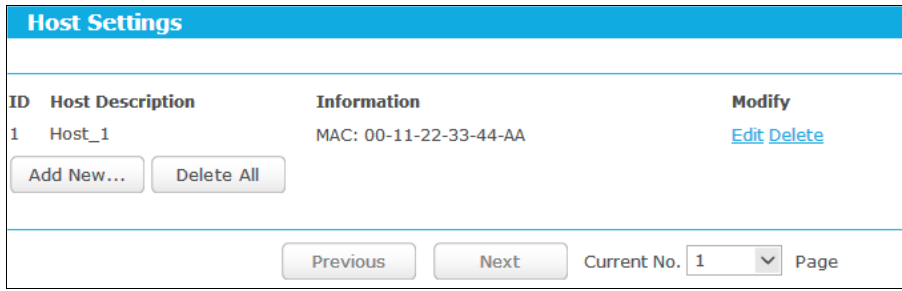 Host Settings
ID Host Description Information Modify
1 Host_1 MAC: 00-11-22-33-44-AA Edit Delete
Add New... Delete All
Previous Next Current No. 1 Page